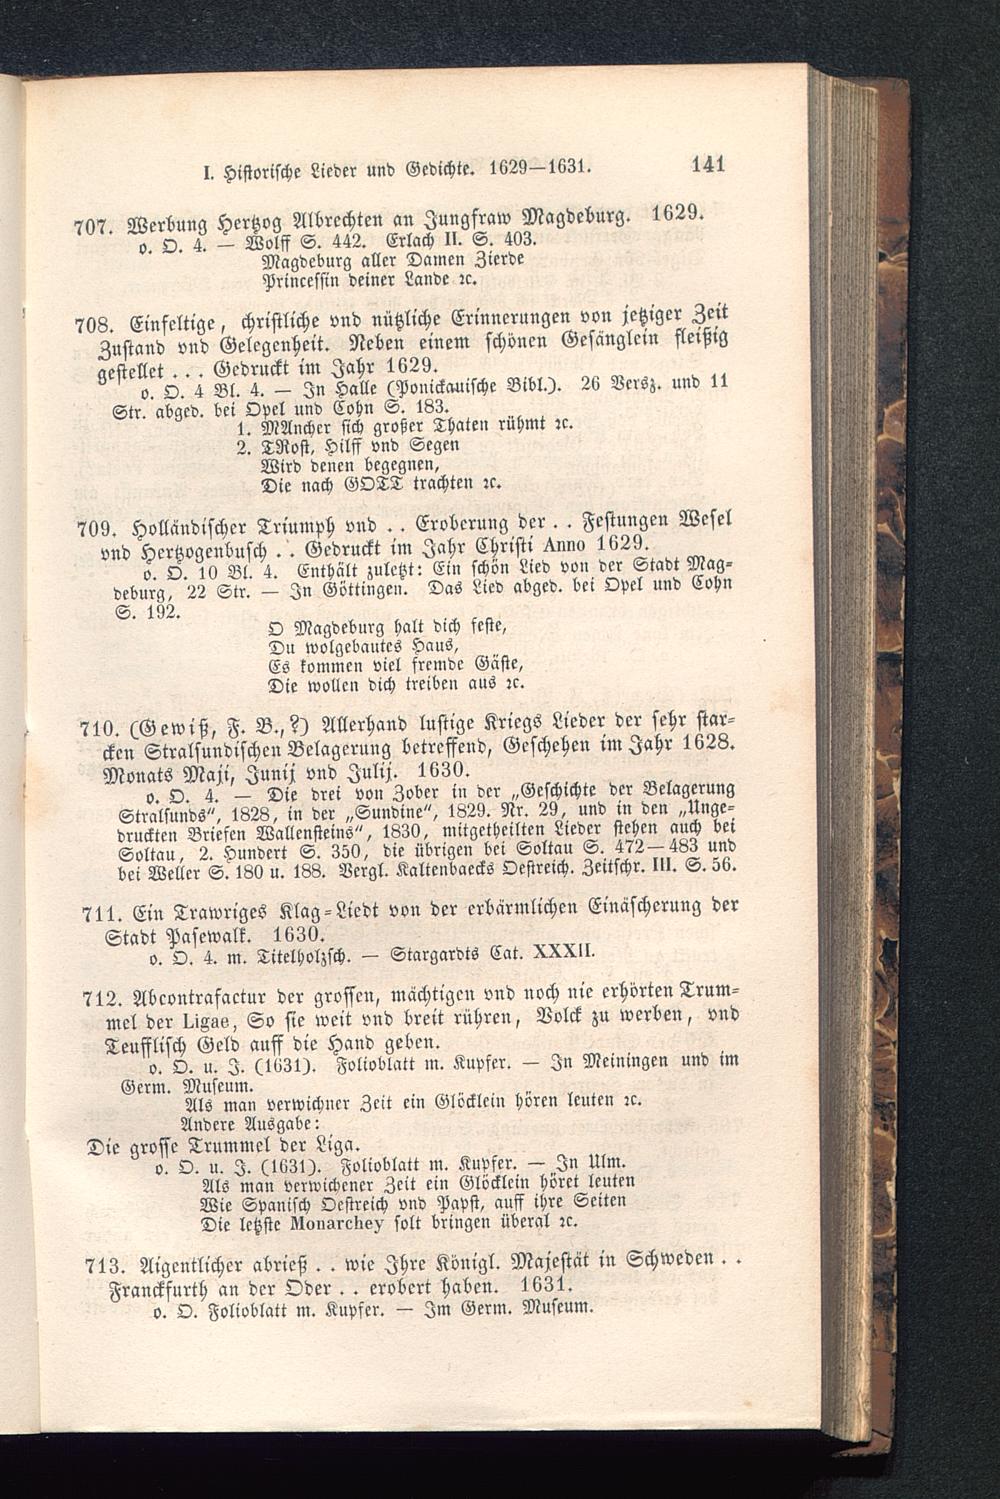 I. Historische Lieder und Gedichte. 1629—1631. 141
707. Werbung Hertzog Albrechten an Jungfraw Magdeburg. 1629.
o. O. 4. — Wolff S. 442. Erlach II. S. 403.
Magdeburg aller Damen Zierde
Princessin deiner Lande ꝛc.
708. Einfeltige, christliche vnd nützliche Erinnerungen von jetziger Zeit
Zustand vnd Gelegenheit. Neben einem schönen Gesänglein fleißig
gestellet . . . Gedruckt im Jahr 1629.
o. O. 4 Bl. 4. — In Halle (Ponickauische Bibl.). 26 Versz. und 11
Str. abged. bei Opel und Cohn S. 183.
1. MAncher sich großer Thaten rühmt ꝛc.
2. TRost, Hilff vnd Segen
Wird denen begegnen,
Die nach GOTT trachten ꝛc.
709. Holländischer Triumph vnd . . Eroberung der . . Festungen Wesel
vnd Hertzogenbusch . . Gedruckt im Jahr Christi Anno 1629.
o. O. 10 Bl. 4. Enthält zuletzt: Ein schön Lied von der Stadt Mag-
deburg, 22 Str. — In Göttingen. Das Lied abged. bei Opel und Cohn
S. 192.
O Magdeburg halt dich feste,
Du wolgebautes Haus,
Es kommen viel fremde Gäste,
Die wollen dich treiben aus ꝛc.
710. (Gewiß, F. B.,?) Allerhand lustige Kriegs Lieder der sehr star-
cken Stralsundischen Belagerung betreffend, Geschehen im Jahr 1628.
Monats Maji, Junij vnd Julij. 1630.
o. O. 4. — Die drei von Zober in der „Geschichte der Belagerung
Stralsunds“, 1828, in der „Sundine“, 1829. Nr. 29, und in den „Unge-
druckten Briefen Wallensteins“, 1830, mitgetheilten Lieder stehen auch bei
Soltau, 2. Hundert S. 350, die übrigen bei Soltau S. 472—483 und
bei Weller S. 180 u. 188. Vergl. Kaltenbaecks Oestreich. Zeitschr. III. S. 56.
711. Ein Trawriges Klag-Liedt von der erbärmlichen Einäscherung der
Stadt Pasewalk. 1630.
o. O. 4. m. Titelholzsch. — Stargardts Cat. XXXII.
712. Abcontrafactur der grossen, mächtigen vnd noch nie erhörten Trum-
mel der Ligae, So sie weit vnd breit rühren, Volck zu werben, vnd
Teufflisch Geld auff die Hand geben.
o. O. u. J. (1631). Folioblatt m. Kupfer. — In Meiningen und im
Germ. Museum.
Als man verwichner Zeit ein Glöcklein hören leuten ꝛc.
Andere Ausgabe:
Die grosse Trummel der Liga.
o. O. u. J. (1631). Folioblatt m. Kupfer. — In Ulm.
Als man verwichener Zeit ein Glöcklein höret leuten
Wie Spanisch Oestreich vnd Papst, auff ihre Seiten
Die letzste Monarchey solt bringen übergl ꝛc.
713. Aigentlicher abrieß . . wie Ihre Königl. Majestät in Schweden . .
Franckfurth an der Oder . . erobert haben. 1631.
o. O. Folioblatt m. Kupfer. — Im Germ. Museum.